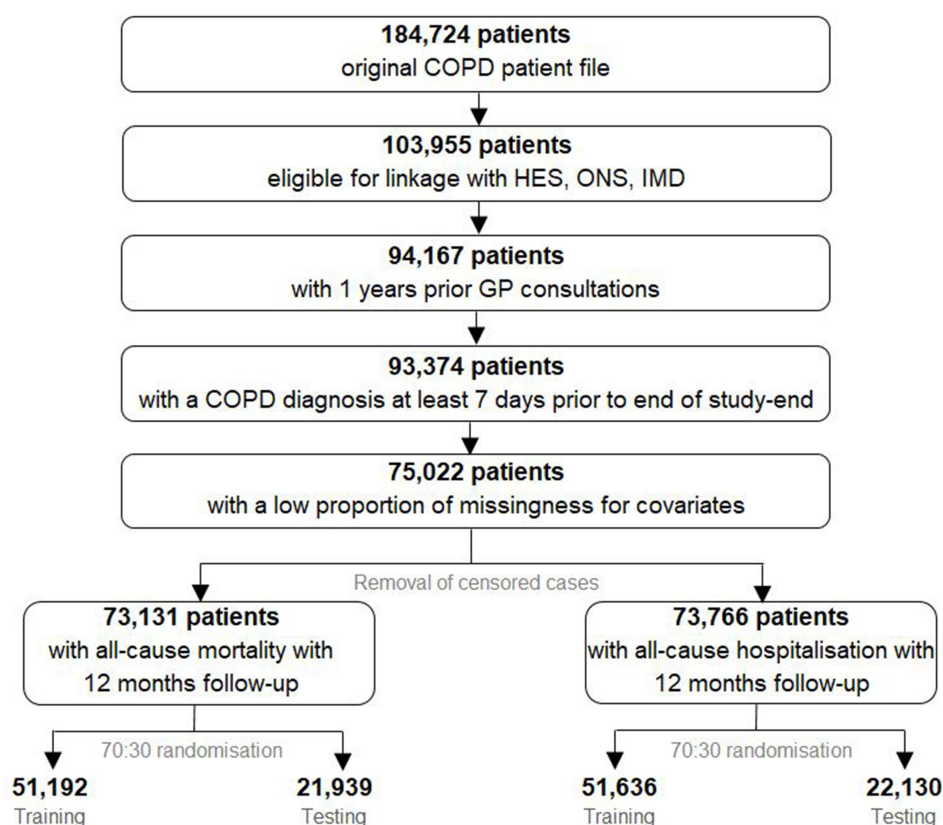 184,724 patients
original COPD patient file
103,955 patients
eligible for linkage with HES, ONS, IMD
94,167 patients
with 1 years prior GP consultations
93,374 patients
with a COPD diagnosis at least 7 days prior to end of study-end
75,022 patients
with a low proportion of missingness for covariates
Removal of censored cases
73,131 patients
with all-cause mortality with
12 months follow-up
73,766 patients
with all-cause hospitalisation with
12 months follow-up
70:30 randomisation
70:30 randomisation
51,192
Training
21,939
Testing
51,636
Training
22,130
Testing